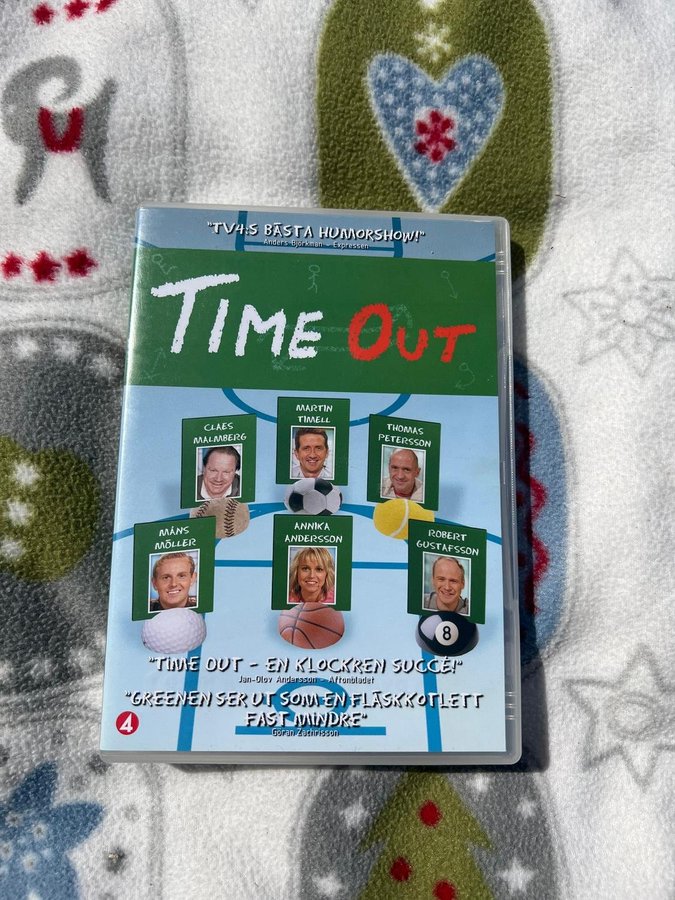 "TV4:S BÄSTA HUMORSHOW!"
Anders Björkman - Expressen
TIME OUT
CLAES
MALMBERG
MARTIN
TIMELL
THOMAS
PETERSSON
MÅNS
MÖLLER
ANNIKA
ANDERSSON
ROBERT
GUSTAFSSON
8
"TIME OUT - EN KLOCKREN SUCCÉ!"
Jan-Olov Andersson - Aftonbladet
"GREENEN SER UT SOM EN FLÄSKKOTLETT
FAST MINDRE"
Göran Zachrisson
4